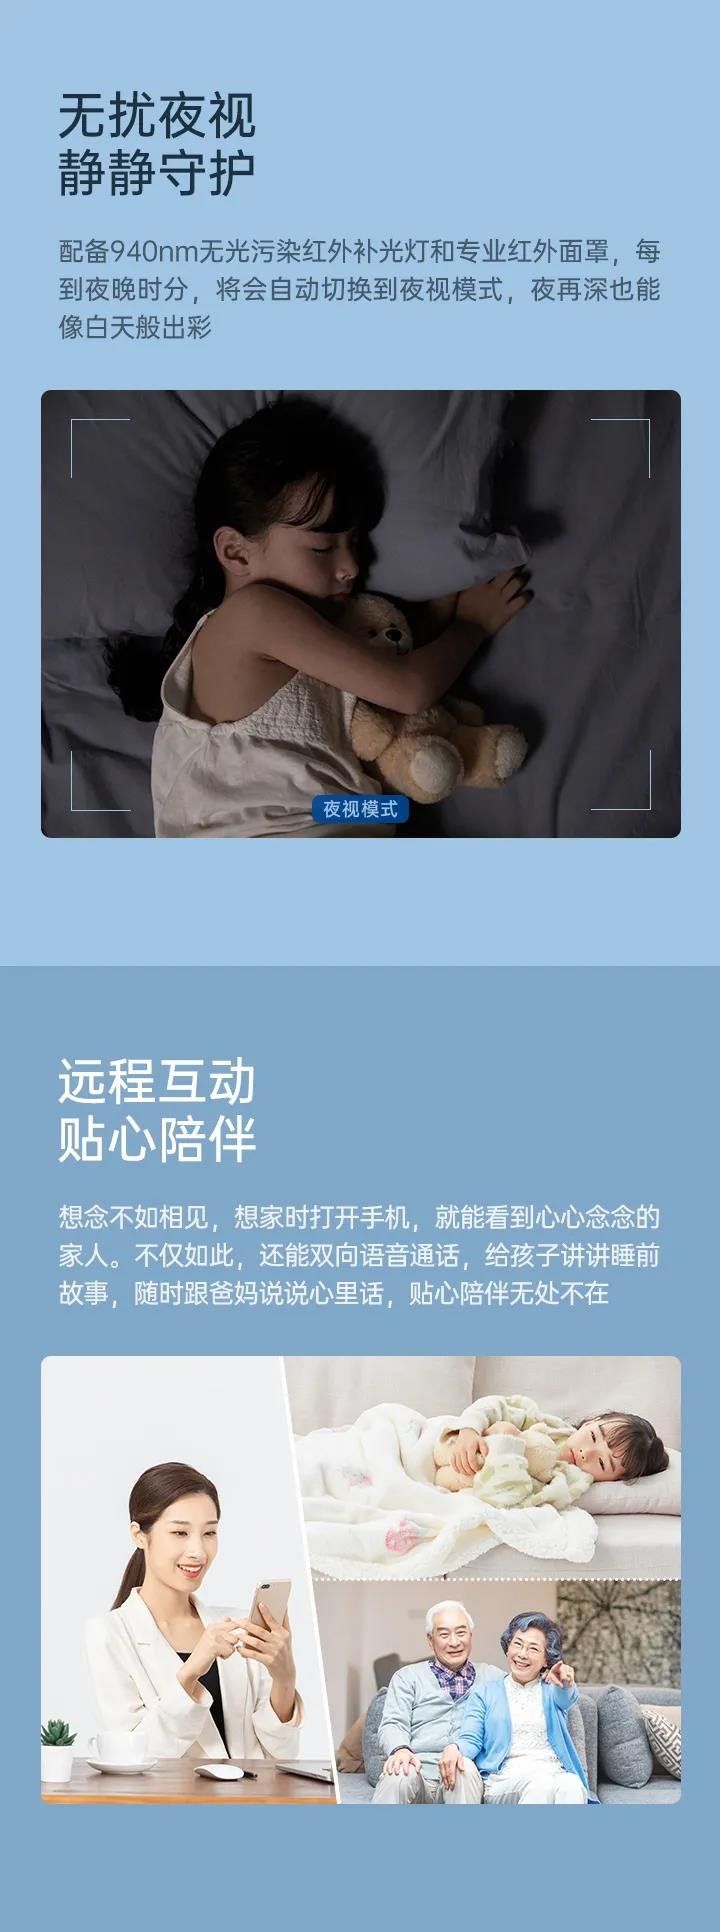 无扰夜视
静静守护
配备940nm无光污染红外补光灯和专业红外面罩，每
到夜晚时分，将会自动切换到夜视模式，夜再深也能
像白天般出彩
夜视模式
远程互动
贴心陪伴
想念不如相见，想家时打开手机，就能看到心心念念的
家人。不仅如此，还能双向语音通话，给孩子讲讲睡前
故事，随时跟爸妈说说心里话，贴心陪伴无处不在